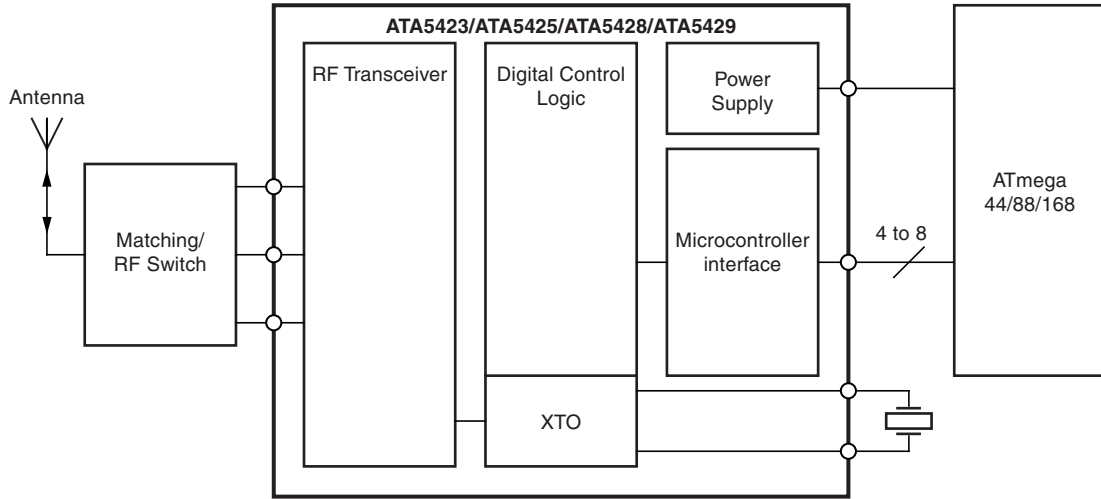 ATA5423/ATA5425/ATA5428/ATA5429
RF Transceiver
Digital Control
Logic
Power
Supply
Antenna
ATmega
44/88/168
Matching/
RF Switch
Microcontroller
interface
4 to 8
XTO